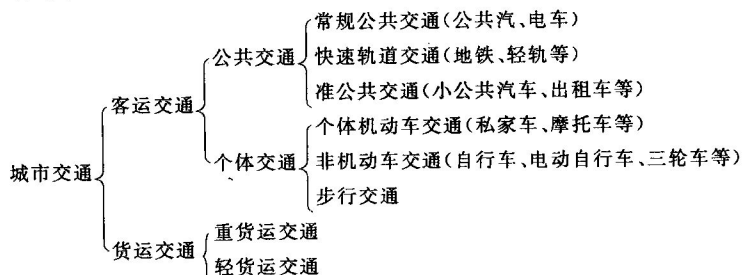 常规公共交通(公共汽、电车)
公共交通
快速轨道交通(地铁、轻轨等)
准公共交通(小公共汽车、出租车等)
客运交通
个体机动车交通(私家车、摩托车等)
个体交通
非机动车交通(自行车、电动自行车、三轮车等)
城市交通
步行交通
重货运交通
货运交通
轻货运交通